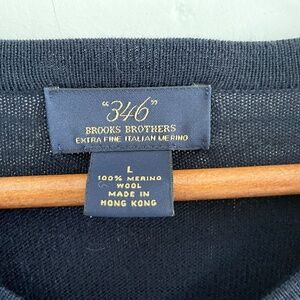 "346"
BROOKS BROTHERS
EXTRA FINE ITALIAN MERINO
L
100% MERINO
WOOL
MADE IN
HONG KONG